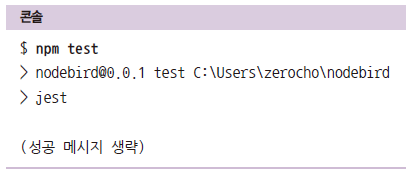 콘솔
$ npm test
> nodebird@0.0.1 test C:\Users\zerocho\nodebird
> jest
(성공 메시지 생략)